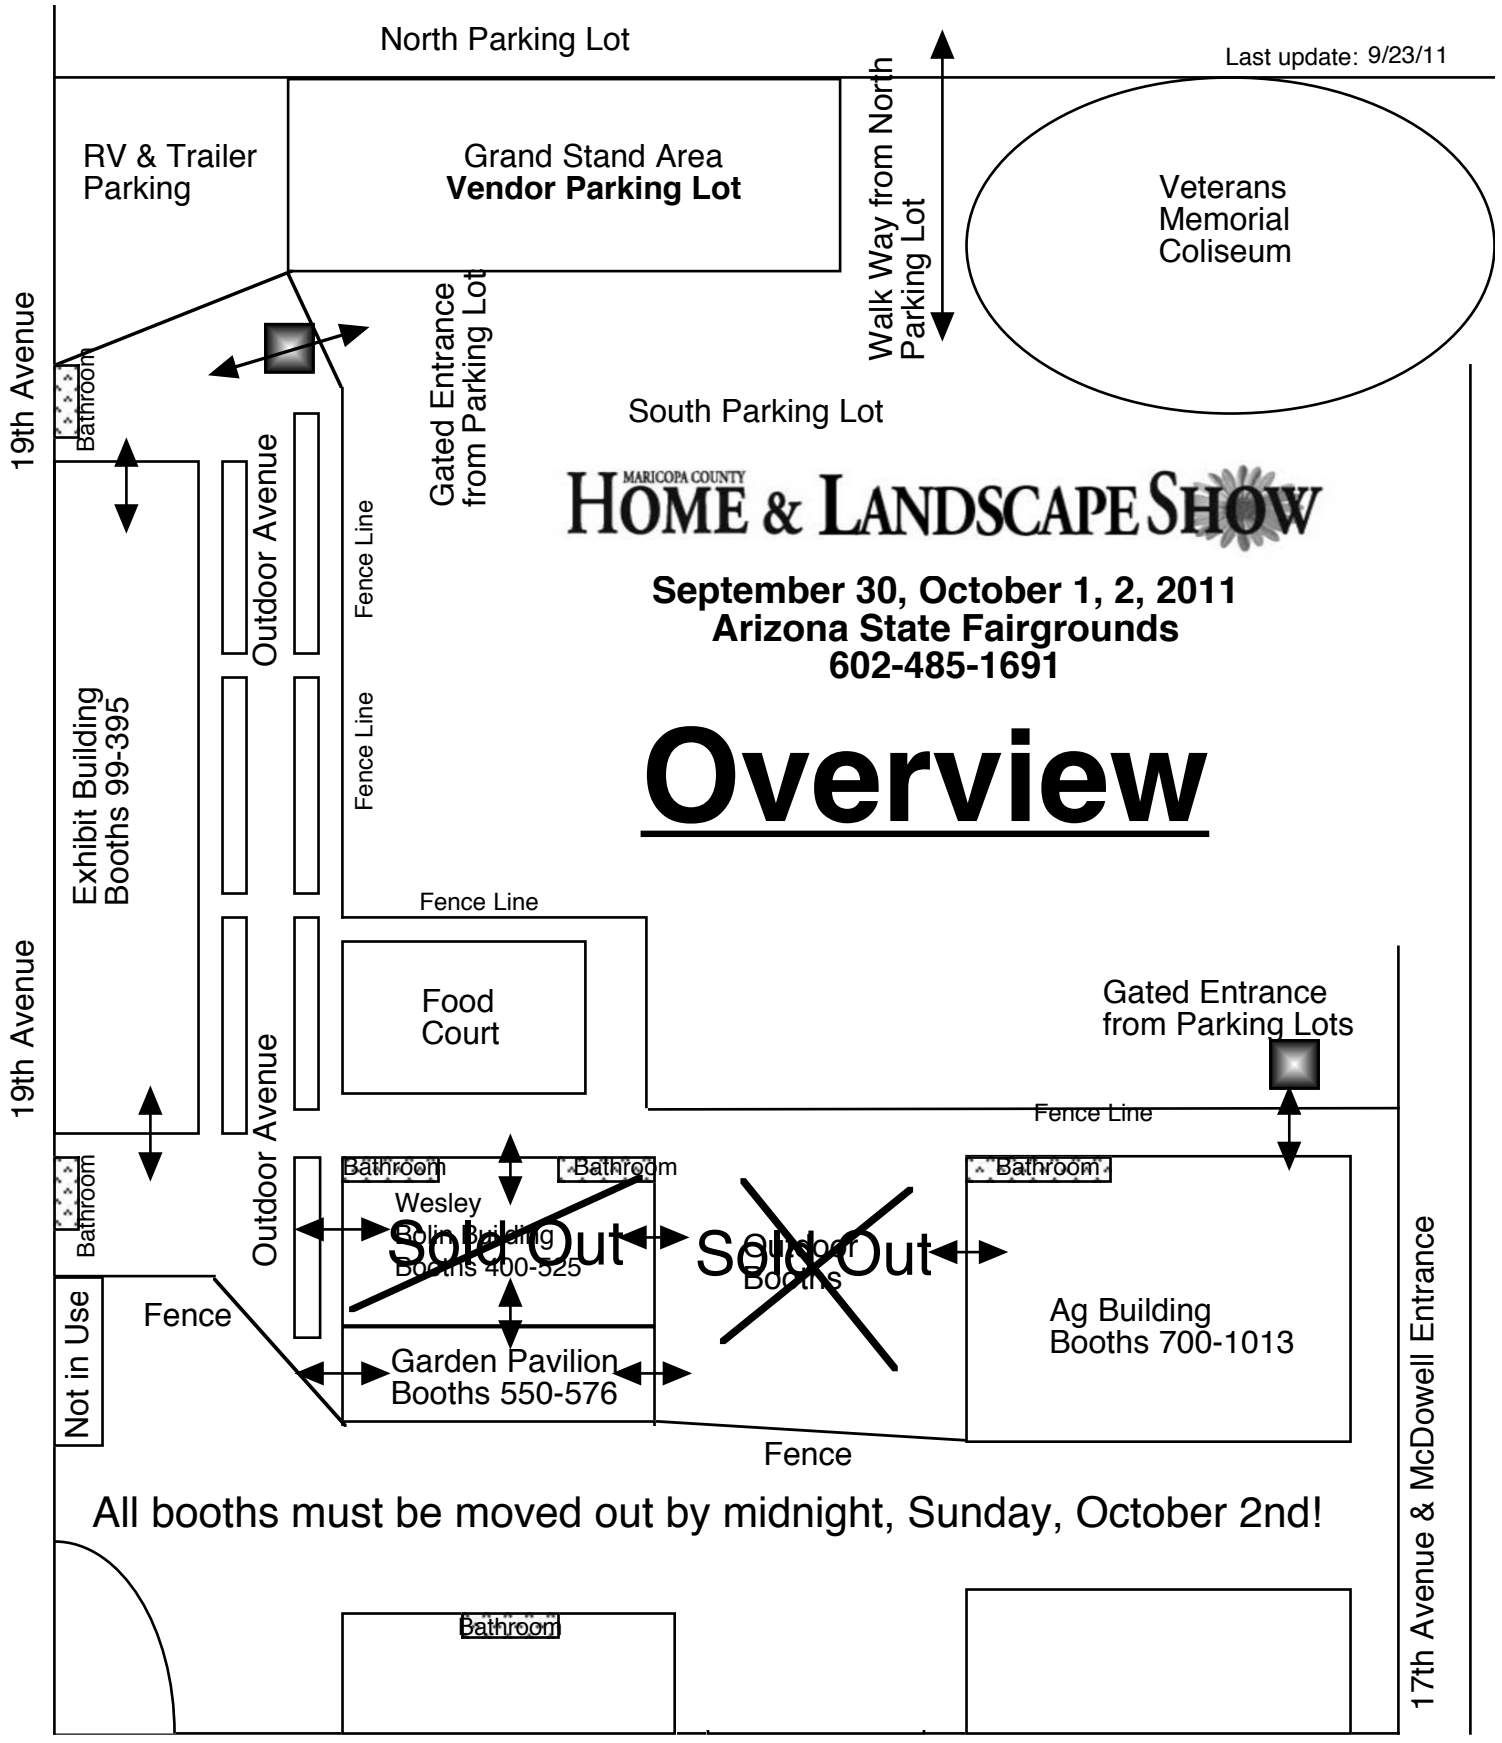 North Parking Lot
Last update: 9/23/11
RV & Trailer
Parking
Grand Stand Area
Vendor Parking Lot
Walk Way from North
Parking Lot
Veterans
Memorial
Coliseum
19th Avenue
Bathroom
Gated Entrance
from Parking Lot
South Parking Lot
Outdoor Avenue
Fence Line
MARICOPA COUNTY
HOME & LANDSCAPE SHOW
September 30, October 1, 2, 2011
Arizona State Fairgrounds
602-485-1691
Overview
Exhibit Building
Booths 99-395
Fence Line
Fence Line
Food
Court
19th Avenue
Gated Entrance
from Parking Lots
Fence Line
Outdoor Avenue
Bathroom
Bathroom
Bathroom
Bathroom
Wesley
Bolin Building
Booths 400-525
Sold Out
Outdoor
Booths
Sold Out
Ag Building
Booths 700-1013
Not in Use
Fence
Garden Pavilion
Booths 550-576
Fence
17th Avenue & McDowell Entrance
All booths must be moved out by midnight, Sunday, October 2nd!
Bathroom